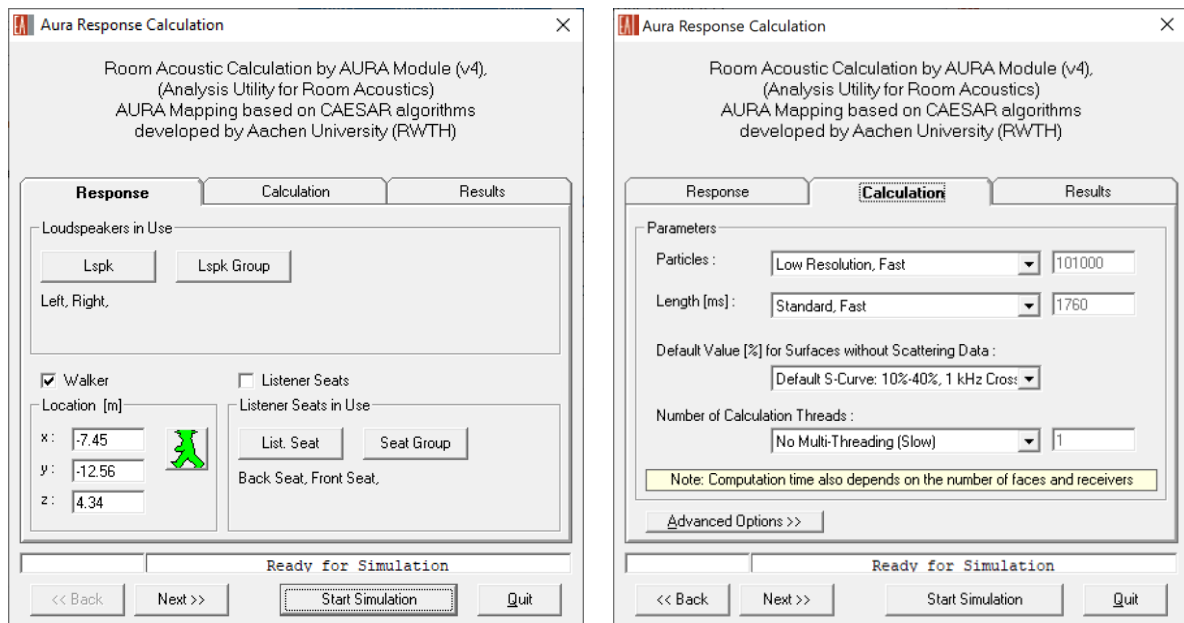 EA Aura Response Calculation
Room Acoustic Calculation by AURA Module (v4),
(Analysis Utility for Room Acoustics)
AURA Mapping based on CAESAR algorithms
developed by Aachen University (RWTH)
Response Calculation Results
Loudspeakers in Use
Lspk Lspk Group
Left, Right,
Walker Listener Seats
Location [m] Listener Seats in Use
x: -7.45
List. Seat Seat Group
y: -12.56
Back Seat, Front Seat,
z: 4.34
Ready for Simulation
<< Back Next >> Start Simulation Quit
EA Aura Response Calculation
Room Acoustic Calculation by AURA Module (v4),
(Analysis Utility for Room Acoustics)
AURA Mapping based on CAESAR algorithms
developed by Aachen University (RWTH)
Response Calculation Results
Parameters
Particles : Low Resolution, Fast 101000
Length [ms] : Standard, Fast 1760
Default Value [%] for Surfaces without Scattering Data :
Default S-Curve: 10%-40%, 1 kHz Cross
Number of Calculation Threads :
No Multi-Threading (Slow) 1
Note: Computation time also depends on the number of faces and receivers
Advanced Options >>
Ready for Simulation
<< Back Next >> Start Simulation Quit